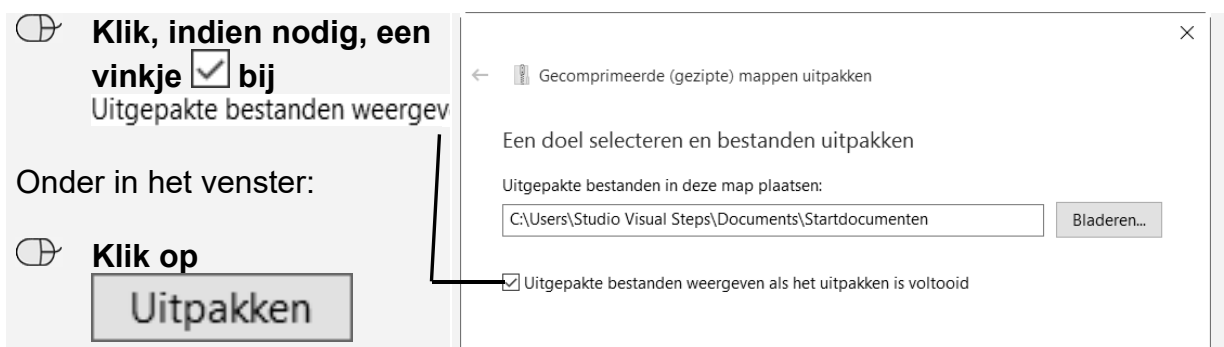 Klik, indien nodig, een
vinkje bij
Uitgepakte bestanden weergev
Onder in het venster:
Klik op
Uitpakken
Gecomprimeerde (gezipte) mappen uitpakken
Een doel selecteren en bestanden uitpakken
Uitgepakte bestanden in deze map plaatsen:
C:\Users\Studio Visual Steps\Documents\Startdocumenten
Bladeren...
Uitgepakte bestanden weergeven als het uitpakken is voltooid